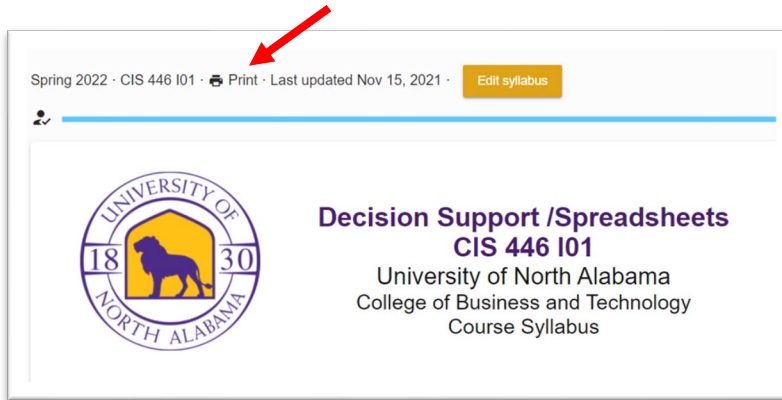 Spring 2022 · CIS 446 I01 · Print · Last updated Nov 15, 2021 · Edit syllabus
UNIVERSITY OF
18 30
NORTH ALABAMA
Decision Support /Spreadsheets
CIS 446 I01
University of North Alabama
College of Business and Technology
Course Syllabus